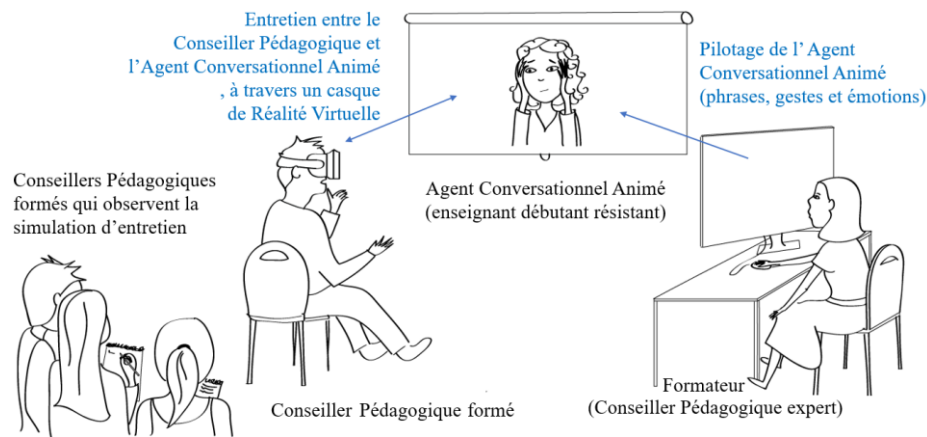 Entretien entre le
Conseiller Pédagogique et
l’Agent Conversationnel Animé
, à travers un casque
de Réalité Virtuelle
Pilotage de l’ Agent
Conversationnel Animé
(phrases, gestes et émotions)
Conseillers Pédagogiques
formés qui observent la
simulation d’entretien
Agent Conversationnel Animé
(enseignant débutant résistant)
Conseiller Pédagogique formé
Formateur
(Conseiller Pédagogique expert)